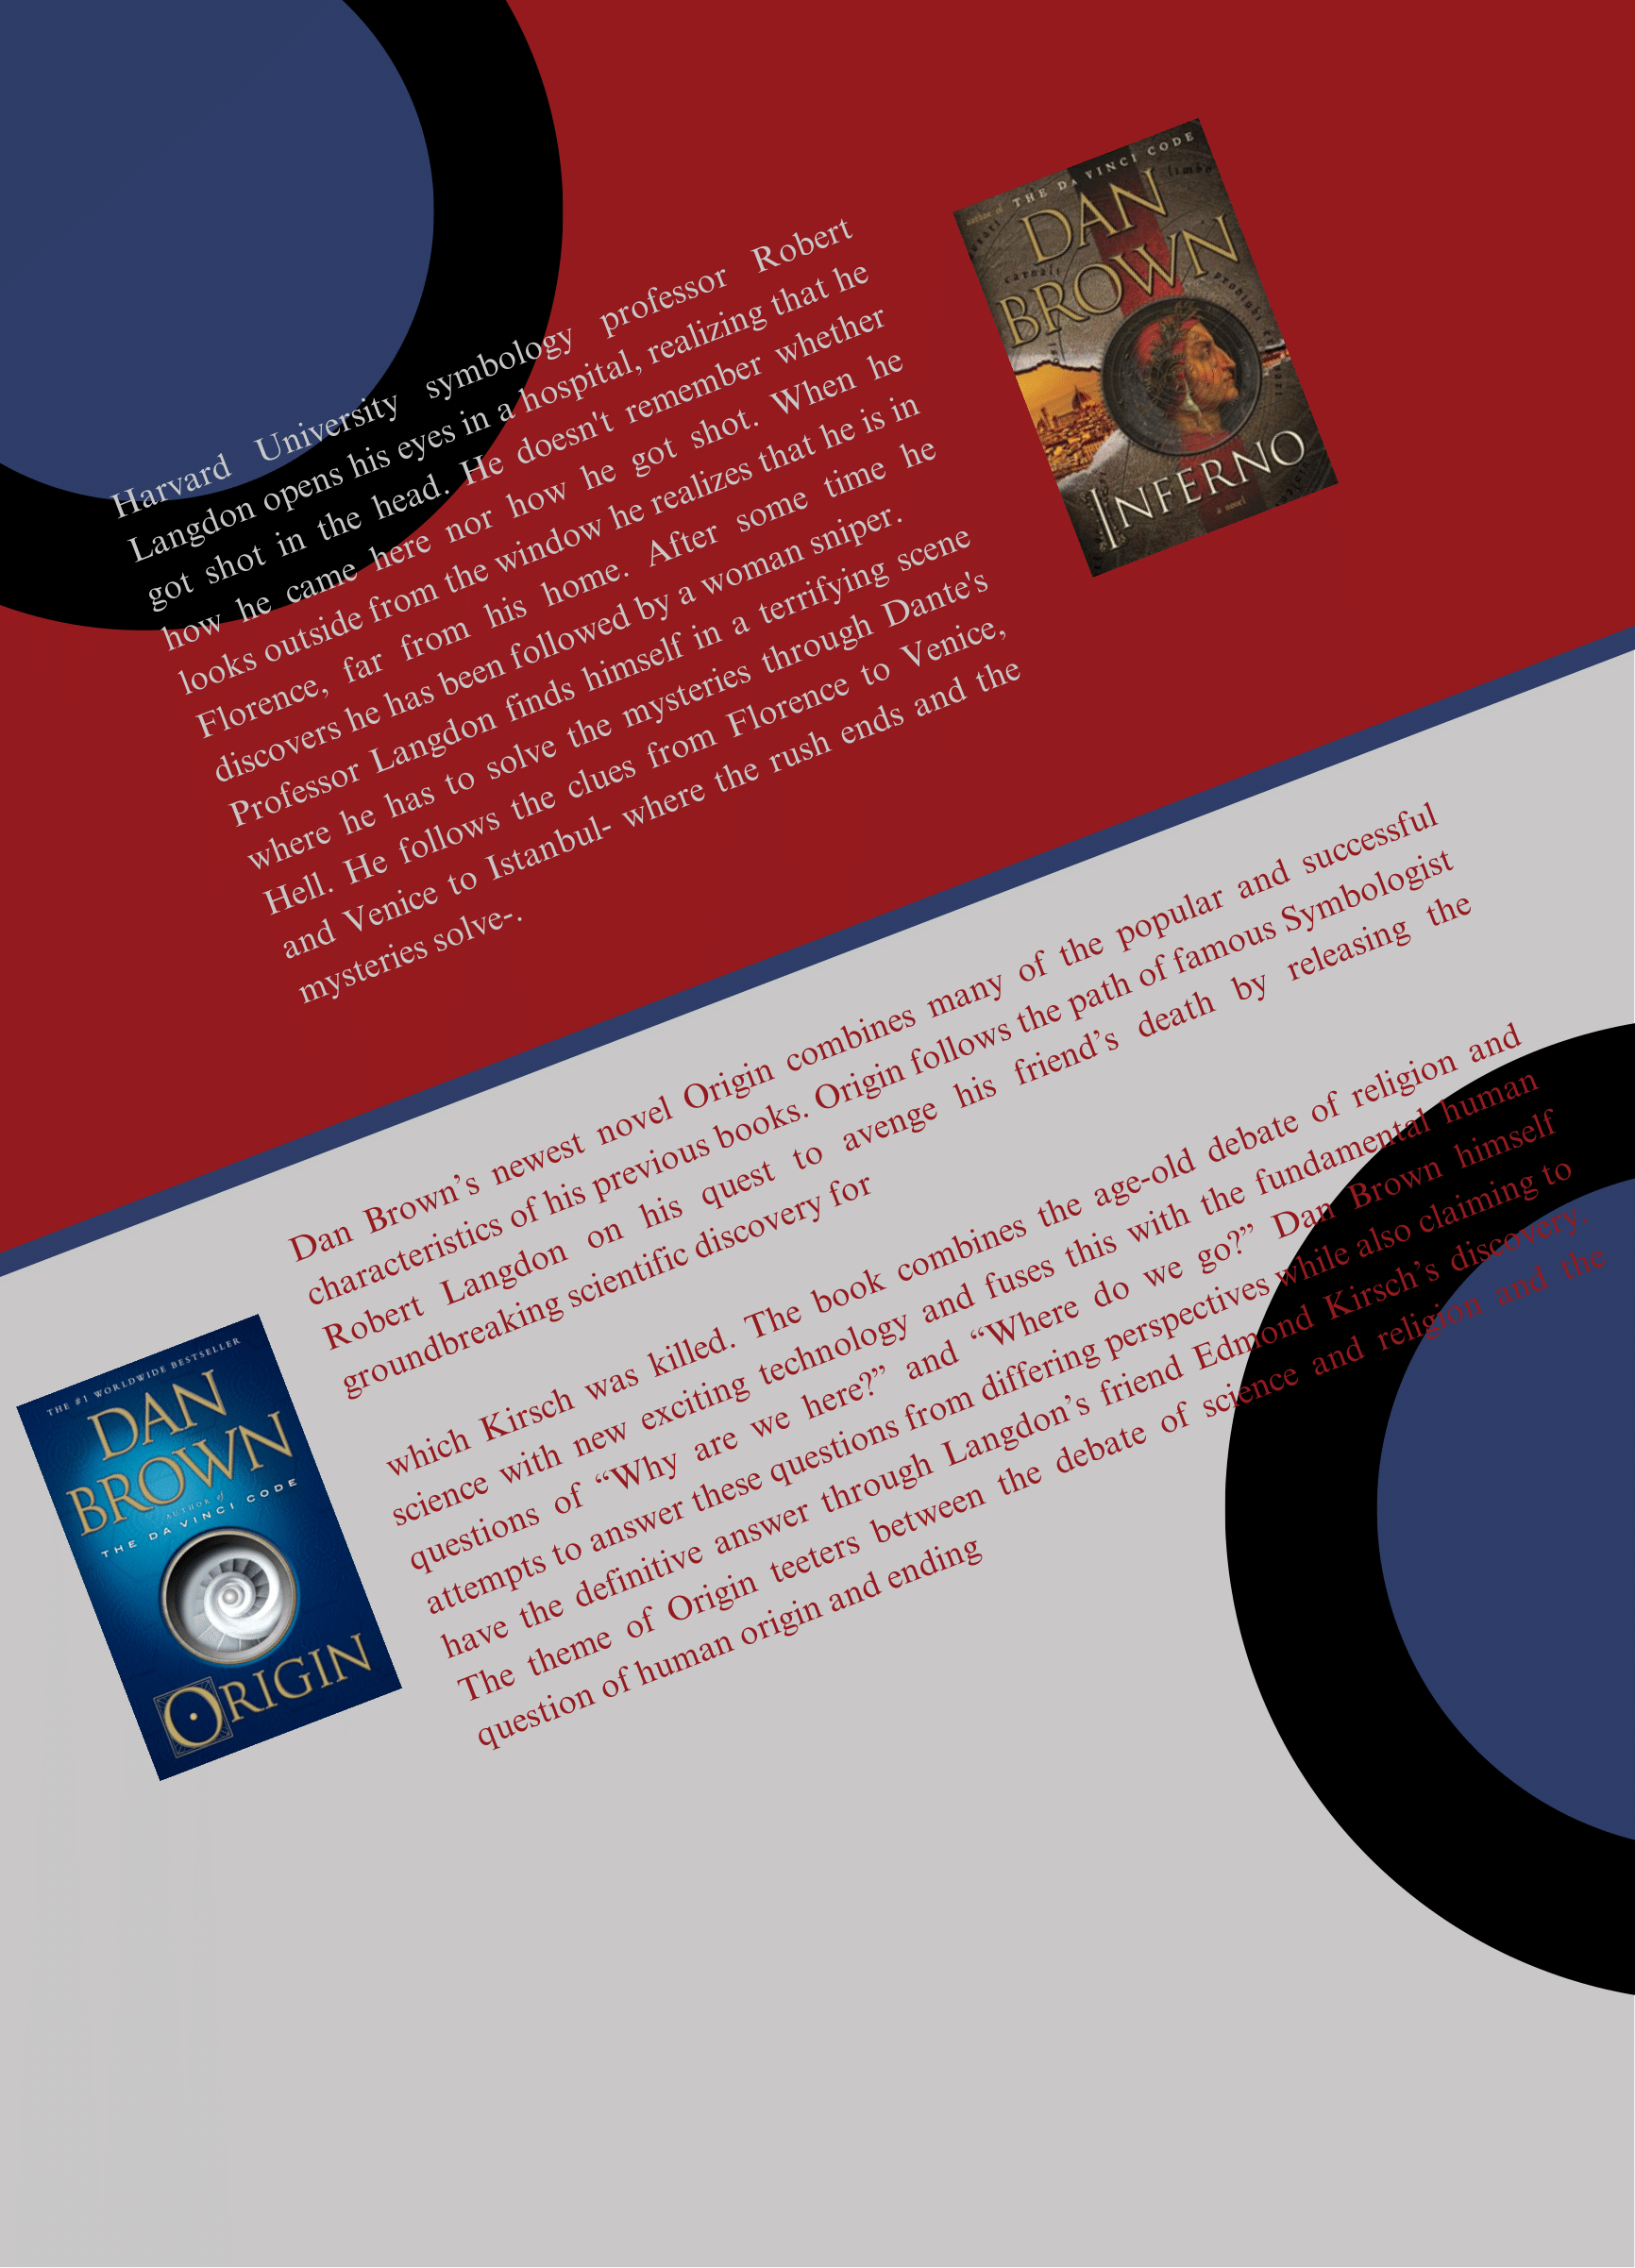 Harvard University symbology professor Robert
Langdon opens his eyes in a hospital, realizing that he
got shot in the head. He doesn't remember whether
how he came here nor how he got shot. When he
looks outside from the window he realizes that he is in
Florence, far from his home. After some time he
discovers he has been followed by a woman sniper.
Professor Langdon finds himself in a terrifying scene
where he has to solve the mysteries through Dante's
Hell. He follows the clues from Florence to Venice,
and Venice to Istanbul- where the rush ends and the
mysteries solve-.
author of THE DA VINCI CODE
DAN
BROWN
INFERNO
a novel
Dan Brown’s newest novel Origin combines many of the popular and successful
characteristics of his previous books. Origin follows the path of famous Symbologist
Robert Langdon on his quest to avenge his friend’s death by releasing the
groundbreaking scientific discovery for
which Kirsch was killed. The book combines the age-old debate of religion and
science with new exciting technology and fuses this with the fundamental human
questions of “Why are we here?” and “Where do we go?” Dan Brown himself
attempts to answer these questions from differing perspectives while also claiming to
have the definitive answer through Langdon’s friend Edmond Kirsch’s discovery.
The theme of Origin teeters between the debate of science and religion and the
question of human origin and ending
THE #1 WORLDWIDE BESTSELLER
DAN
BROWN
AUTHOR of
THE DA VINCI CODE
ORIGIN